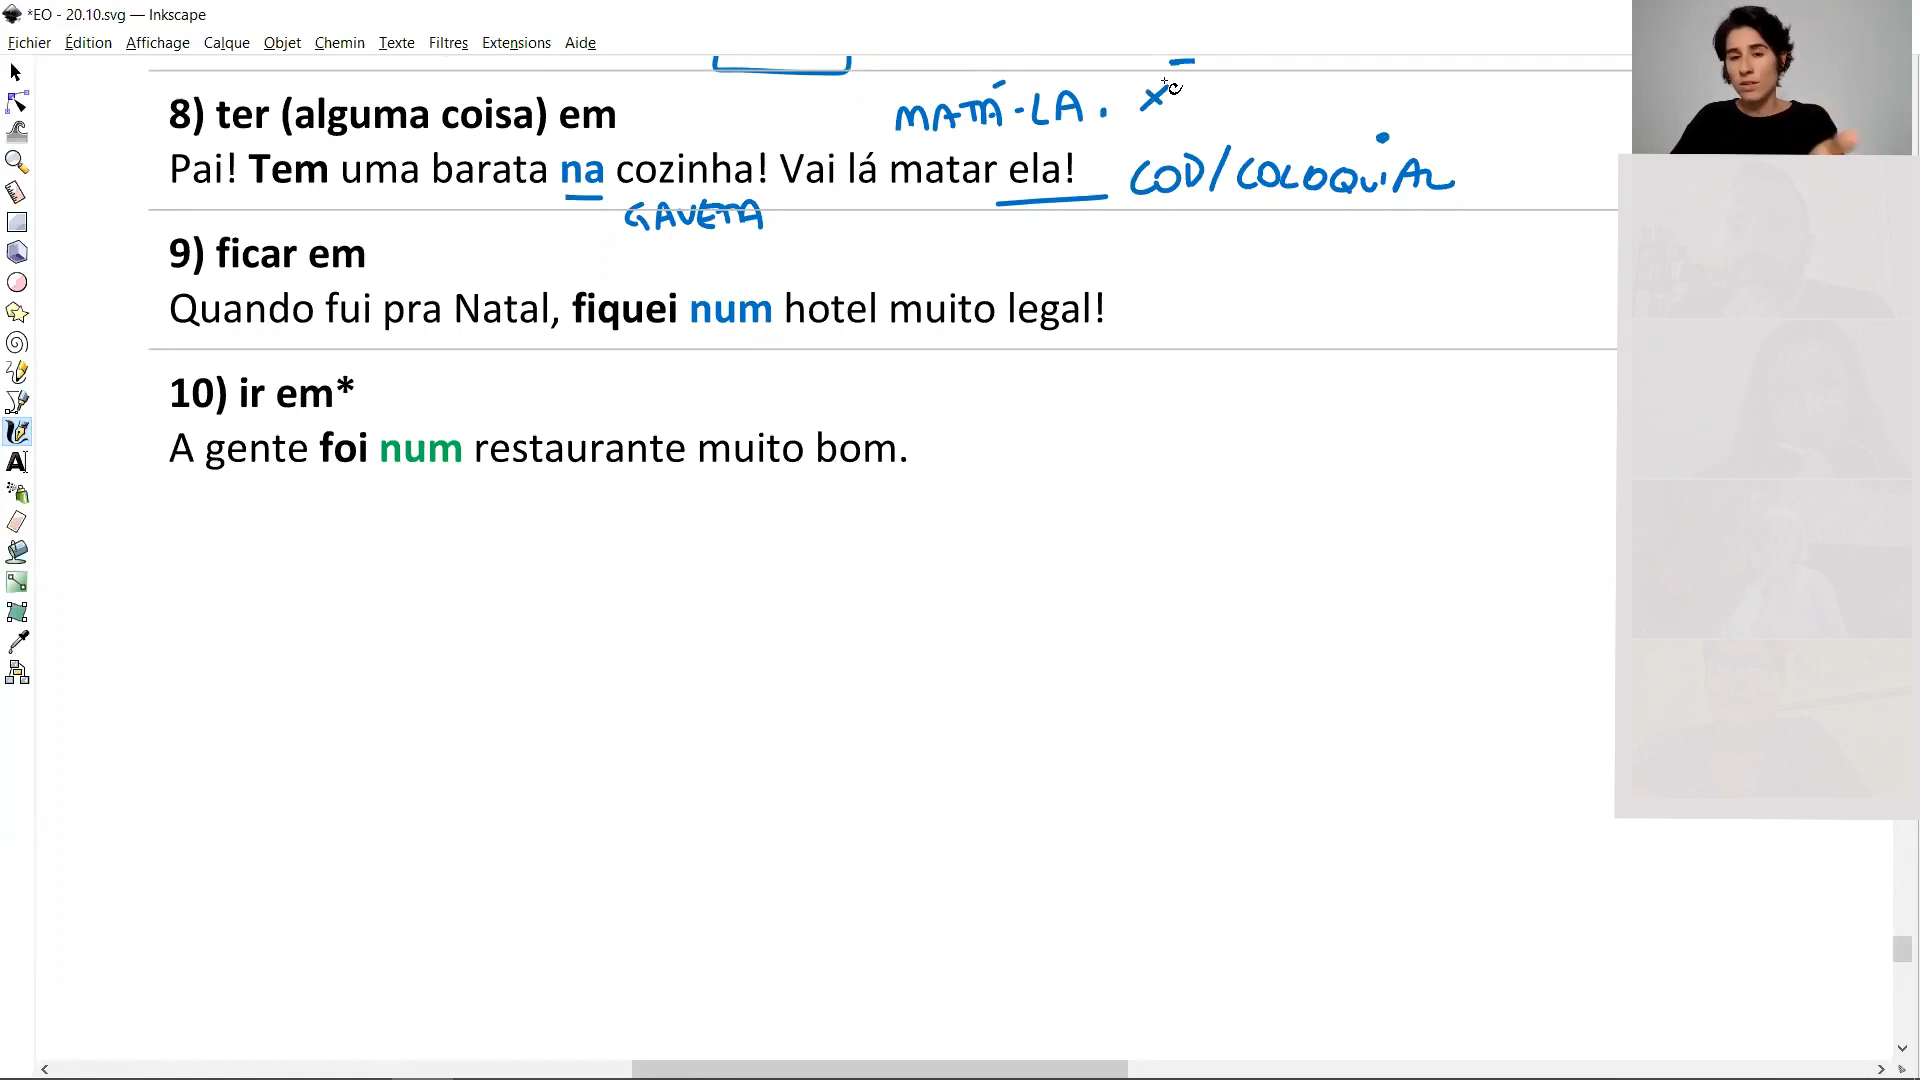 *EO - 20.10.svg — Inkscape
Fichier Édition Affichage Calque Objet Chemin Texte Filtres Extensions Aide
8) ter (alguma coisa) em
MATÁ-LA. x
Pai! Tem uma barata na cozinha! Vai lá matar ela! COD/COLOQUIAL
GAVETA
9) ficar em
Quando fui pra Natal, fiquei num hotel muito legal!
10) ir em*
A gente foi num restaurante muito bom.